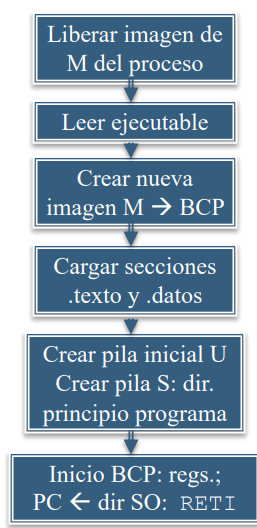 Liberar imagen de
M del proceso
Leer ejecutable
Crear nueva
imagen M → BCP
Cargar secciones
.texto y .datos
Crear pila inicial U
Crear pila S: dir.
principio programa
Inicio BCP: regs.;
PC ← dir SO: RETI